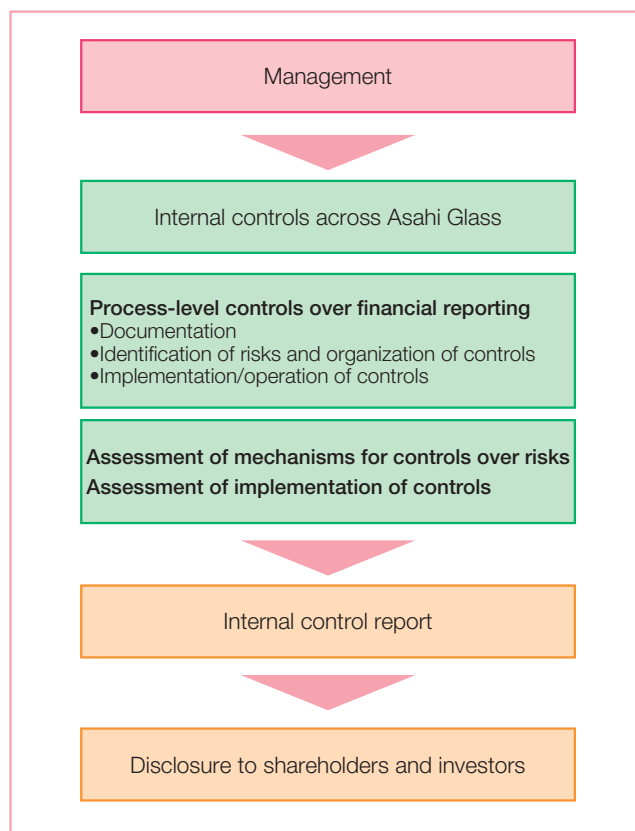 Management
Internal controls across Asahi Glass
Process-level controls over financial reporting
•Documentation
•Identification of risks and organization of controls
•Implementation/operation of controls
Assessment of mechanisms for controls over risks
Assessment of implementation of controls
Internal control report
Disclosure to shareholders and investors